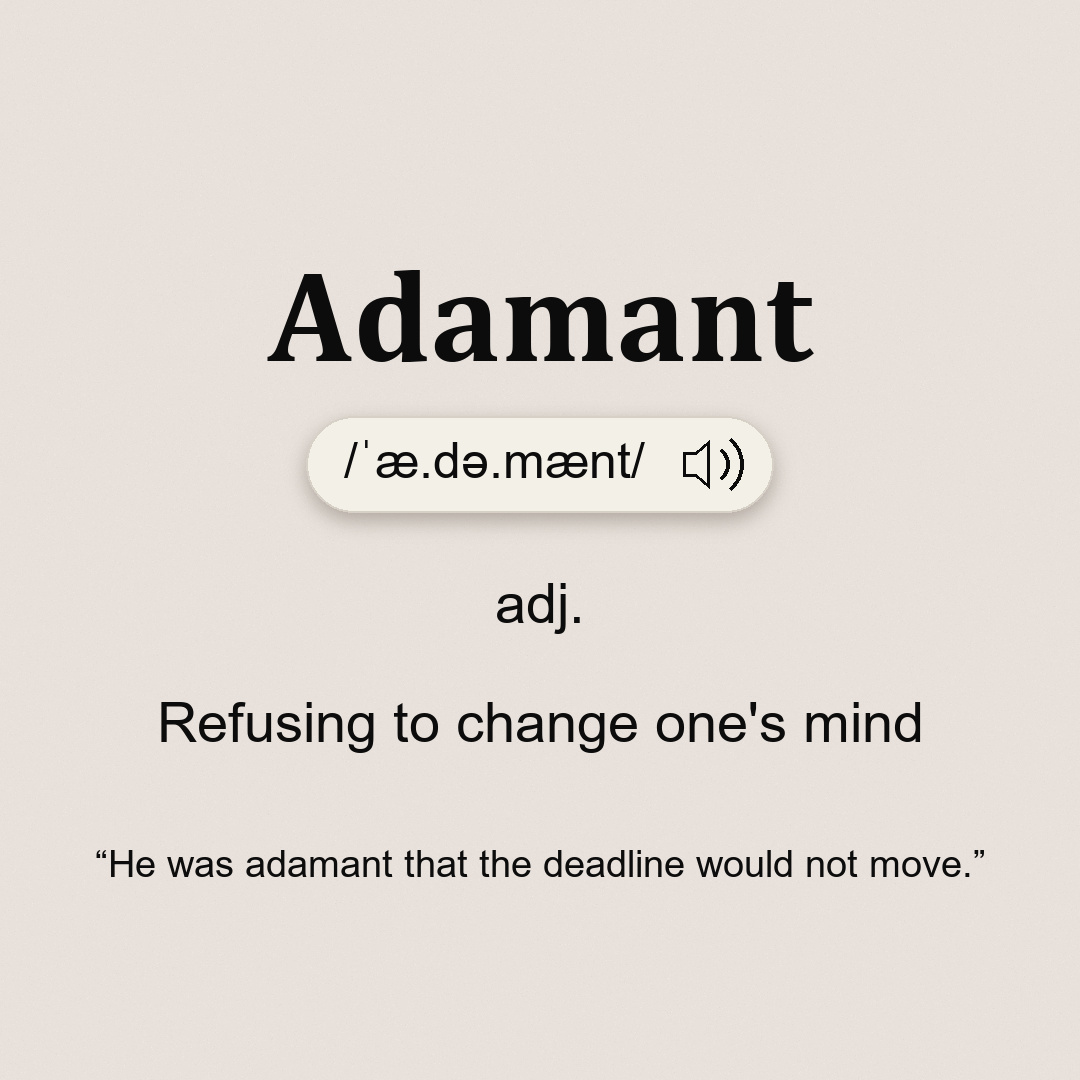 Adamant
/ˈæ.də.mænt/
adj.
Refusing to change one's mind
“He was adamant that the deadline would not move.”